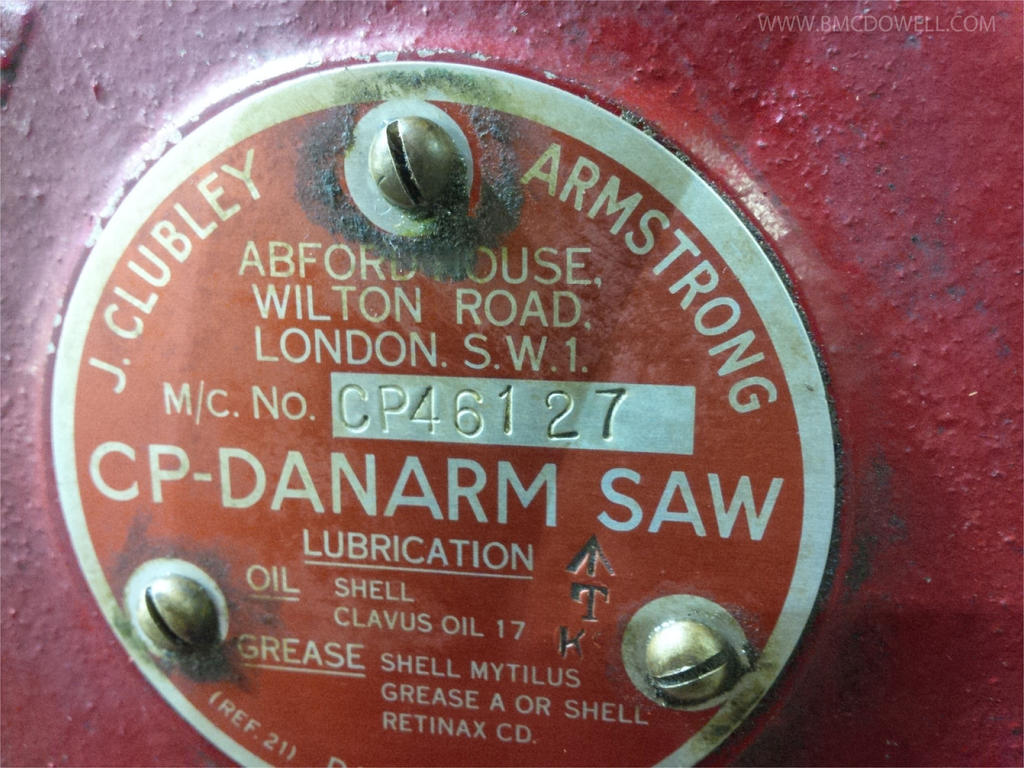 WWW.BMCDOWELL.COM
J. CLUBLEY ARMSTRONG
ABFORD HOUSE,
WILTON ROAD,
LONDON. S.W.1.
M/C. NO. CP46127
CP-DANARM SAW
LUBRICATION
OIL SHELL
CLAVUS OIL 17
T
K
GREASE SHELL MYTILUS
GREASE A OR SHELL
RETINAX CD.
(REF. 21)